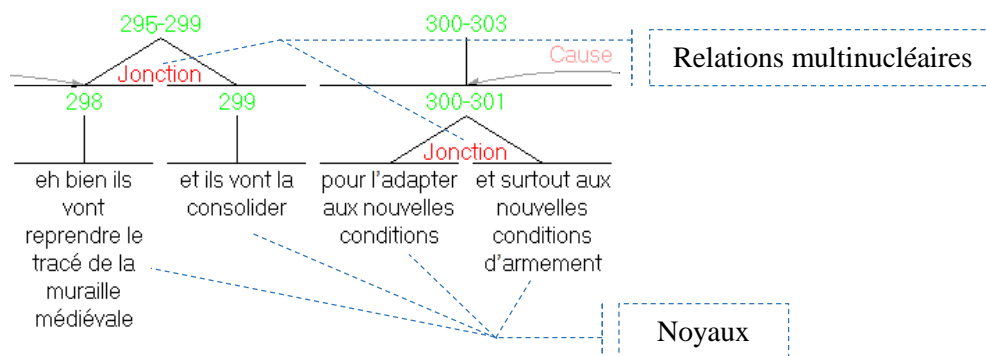 295-299
300-303
Relations multinucléaires
Cause
Jonction
298
299
300-301
Jonction
eh bien ils
vont
reprendre le
tracé de la
muraille
médiévale
et ils vont la
consolider
pour l'adapter
aux nouvelles
conditions
et surtout aux
nouvelles
conditions
d'armement
Noyaux